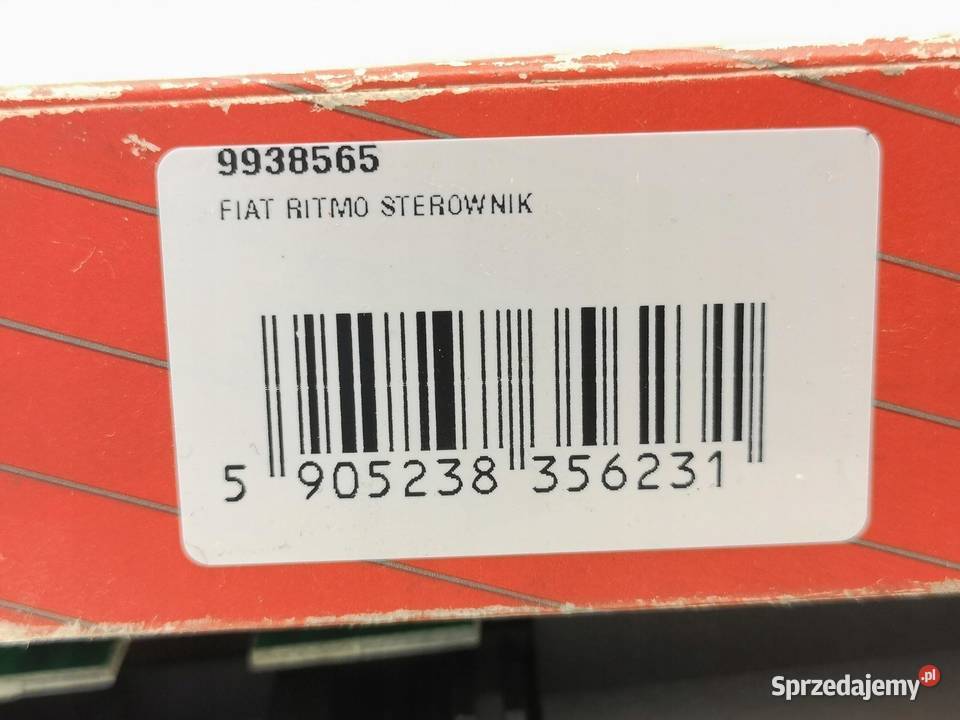 9938565
FIAT RITMO STEROWNIK
5 905238 356231
Sprzedajemy.pl